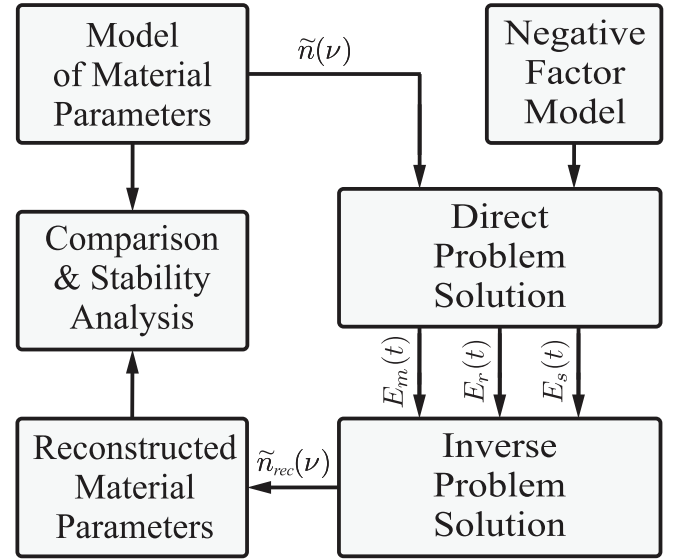 Model
of Material
Parameters
ñ(ν)
Negative
Factor
Model
Direct
Problem
Solution
Comparison
& Stability
Analysis
E_m(t)
E_r(t)
E_s(t)
Inverse
Problem
Solution
ñ_rec(ν)
Reconstructed
Material
Parameters